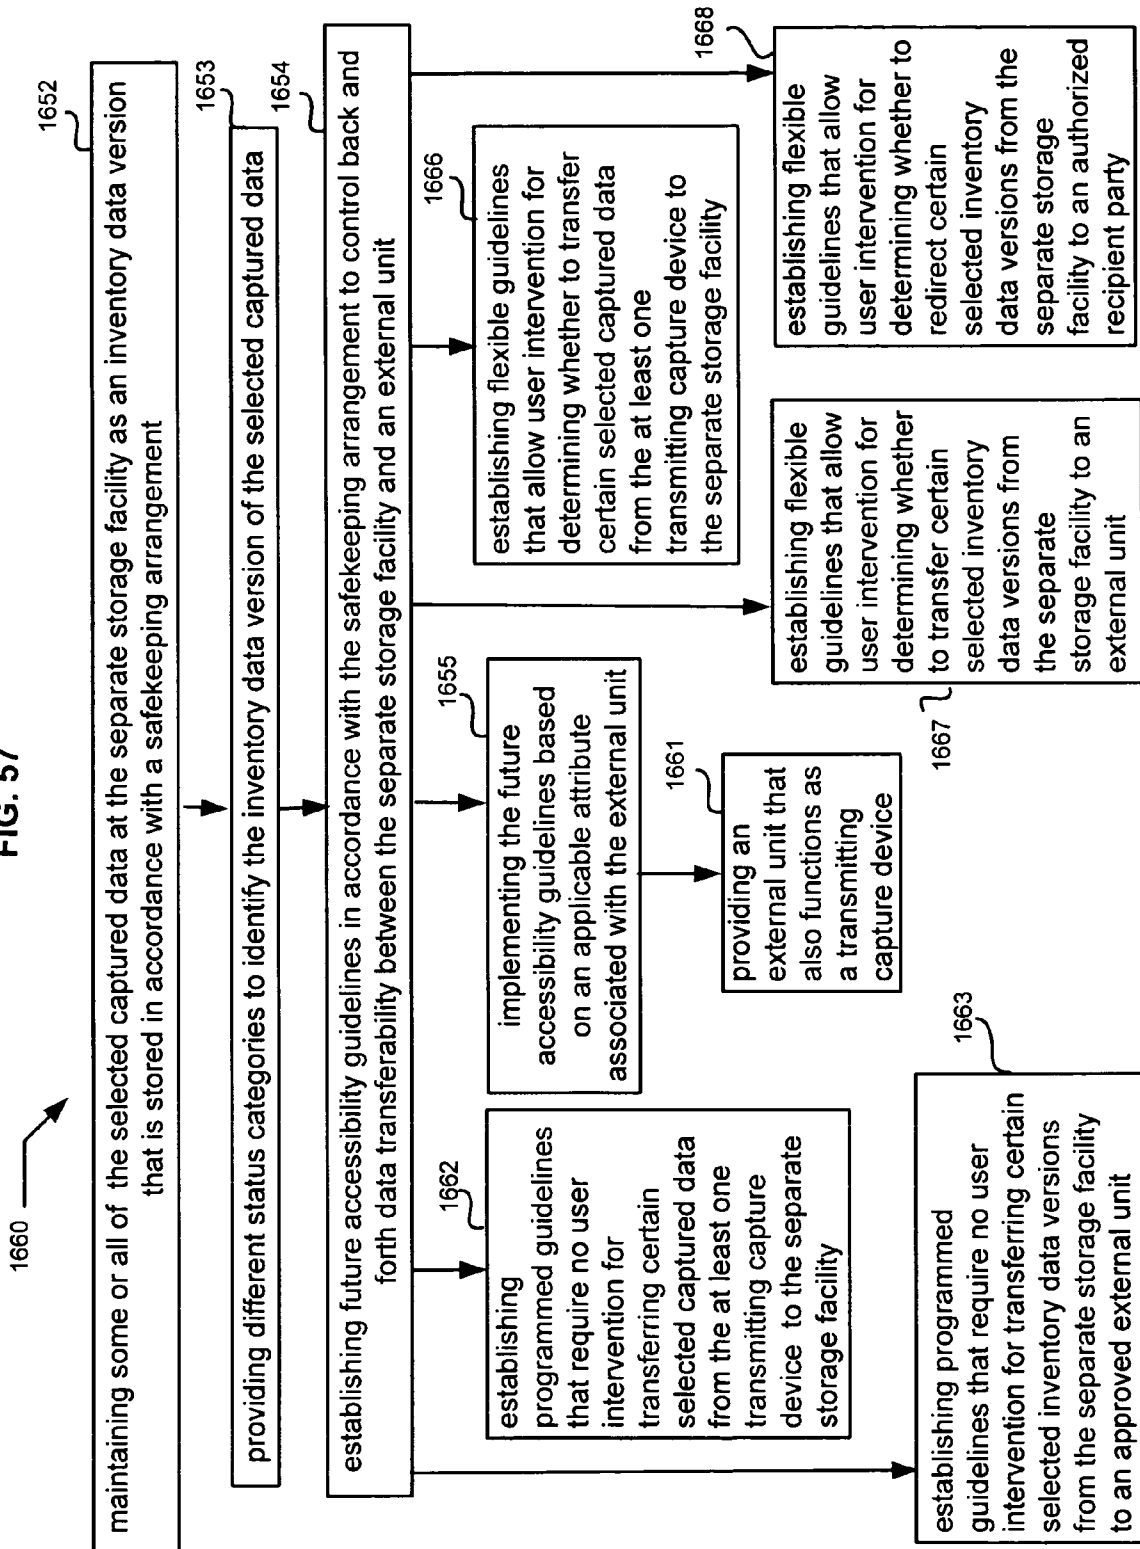 FIG. 57
1660
1652
maintaining some or all of the selected captured data at the separate storage facility as an inventory data version
that is stored in accordance with a safekeeping arrangement
1653
providing different status categories to identify the inventory data version of the selected captured data
1654
establishing future accessibility guidelines in accordance with the safekeeping arrangement to control back and
forth data transferability between the separate storage facility and an external unit
1662
establishing
programmed guidelines
that require no user
intervention for
transferring certain
selected captured data
from the at least one
transmitting capture
device to the separate
storage facility
1655
implementing the future
accessibility guidelines based
on an applicable attribute
associated with the external unit
1666
establishing flexible guidelines
that allow user intervention for
determining whether to transfer
certain selected captured data
from the at least one
transmitting capture device to
the separate storage facility
1661
providing an
external unit that
also functions as
a transmitting
capture device
1663
establishing programmed
guidelines that require no user
intervention for transferring certain
selected inventory data versions
from the separate storage facility
to an approved external unit
1667
establishing flexible
guidelines that allow
user intervention for
determining whether
to transfer certain
selected inventory
data versions from
the separate
storage facility to an
external unit
1668
establishing flexible
guidelines that allow
user intervention for
determining whether to
redirect certain
selected inventory
data versions from the
separate storage
facility to an authorized
recipient party